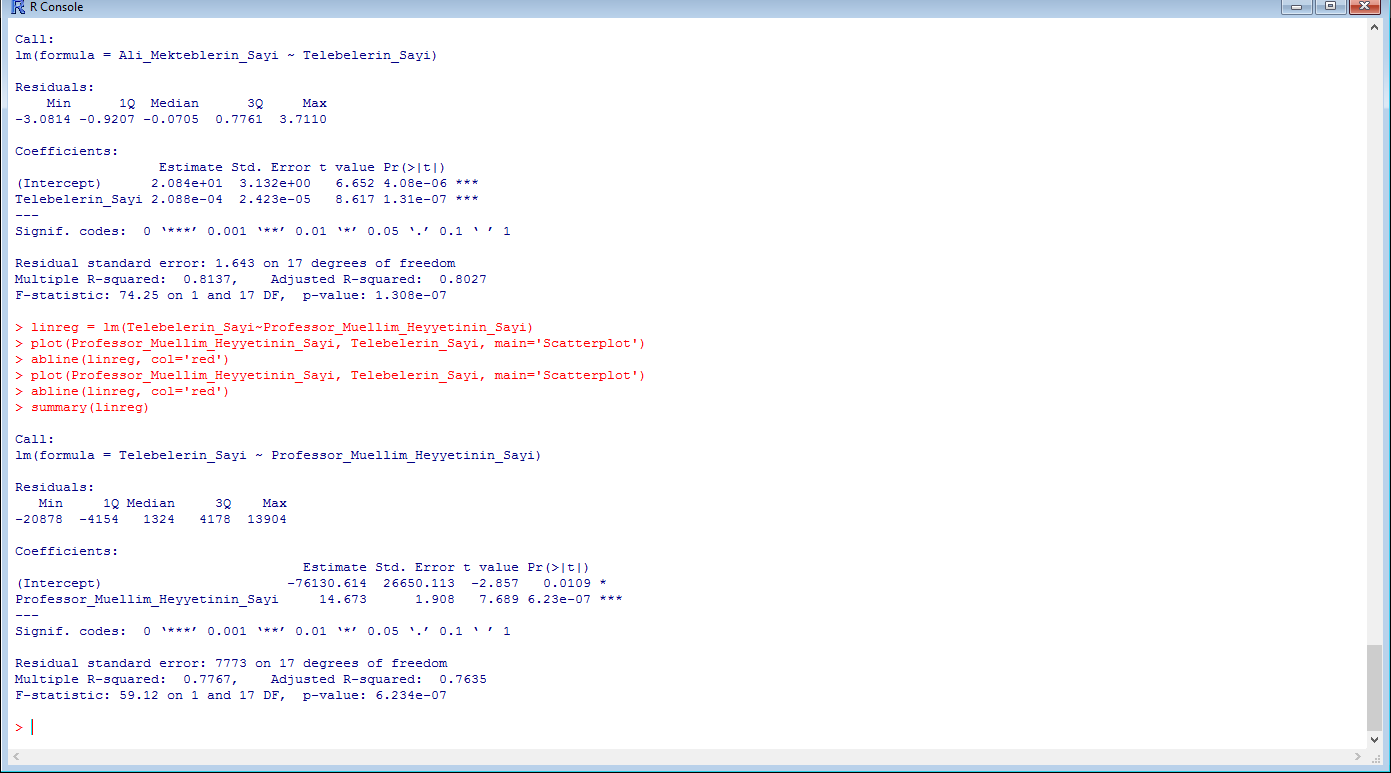 R Console
Call:
lm(formula = Ali_Mekteblerin_Sayi ~ Telebelerin_Sayi)
Residuals:
    Min      1Q  Median      3Q     Max
-3.0814 -0.9207 -0.0705  0.7761  3.7110
Coefficients:
                  Estimate Std. Error t value Pr(>|t|)
(Intercept)      2.084e+01  3.132e+00   6.652 4.08e-06 ***
Telebelerin_Sayi 2.088e-04  2.423e-05   8.617 1.31e-07 ***
---
Signif. codes:  0 ‘***’ 0.001 ‘**’ 0.01 ‘*’ 0.05 ‘.’ 0.1 ‘ ’ 1
Residual standard error: 1.643 on 17 degrees of freedom
Multiple R-squared:  0.8137,    Adjusted R-squared:  0.8027
F-statistic: 74.25 on 1 and 17 DF,  p-value: 1.308e-07
> linreg = lm(Telebelerin_Sayi~Professor_Muellim_Heyyetinin_Sayi)
> plot(Professor_Muellim_Heyyetinin_Sayi, Telebelerin_Sayi, main='Scatterplot')
> abline(linreg, col='red')
> plot(Professor_Muellim_Heyyetinin_Sayi, Telebelerin_Sayi, main='Scatterplot')
> abline(linreg, col='red')
> summary(linreg)
Call:
lm(formula = Telebelerin_Sayi ~ Professor_Muellim_Heyyetinin_Sayi)
Residuals:
   Min     1Q Median     3Q    Max
-20878  -4154   1324   4178  13904
Coefficients:
                                    Estimate Std. Error t value Pr(>|t|)
(Intercept)                       -76130.614  26650.113  -2.857   0.0109 *
Professor_Muellim_Heyyetinin_Sayi     14.673      1.908   7.689 6.23e-07 ***
---
Signif. codes:  0 ‘***’ 0.001 ‘**’ 0.01 ‘*’ 0.05 ‘.’ 0.1 ‘ ’ 1
Residual standard error: 7773 on 17 degrees of freedom
Multiple R-squared:  0.7767,    Adjusted R-squared:  0.7635
F-statistic: 59.12 on 1 and 17 DF,  p-value: 6.234e-07
>